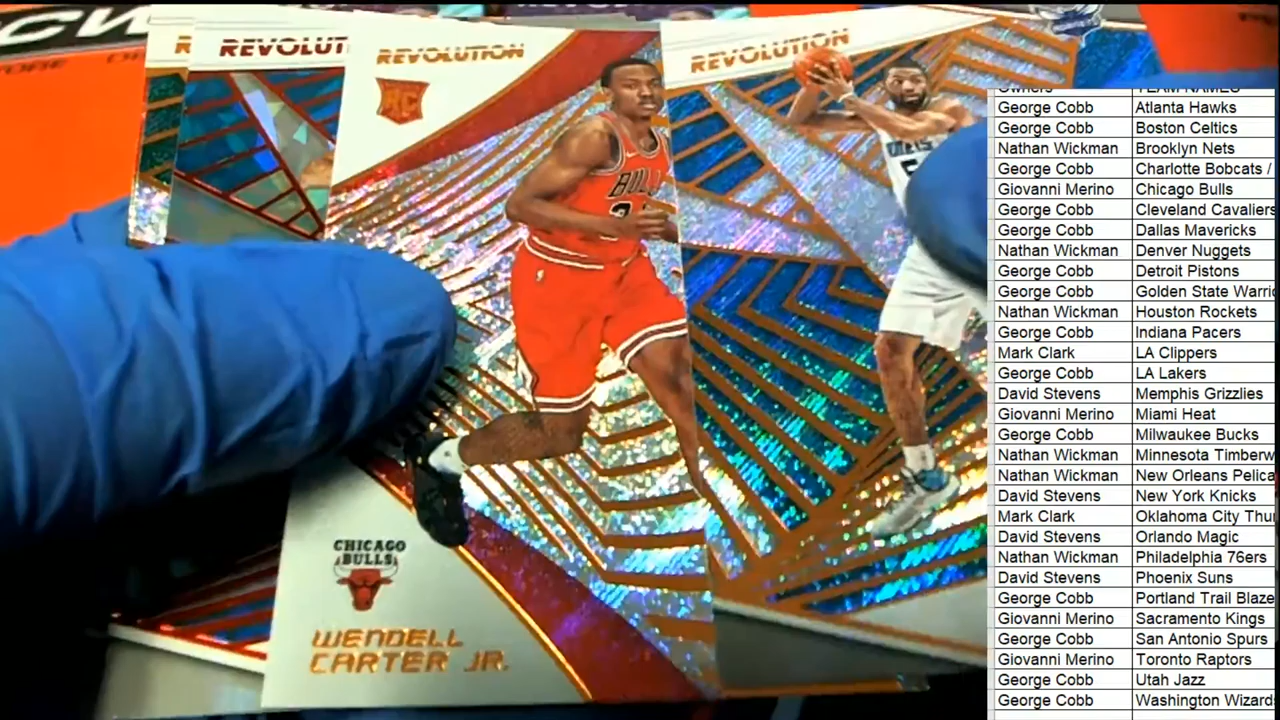 REVOLUT
REVOLUTION
RC
BULLS
CHICAGO
BULLS
WENDELL
CARTER JR.
REVOLUTION
Owners TEAM NAMES
George Cobb Atlanta Hawks
George Cobb Boston Celtics
Nathan Wickman Brooklyn Nets
George Cobb Charlotte Bobcats /
Giovanni Merino Chicago Bulls
George Cobb Cleveland Cavaliers
George Cobb Dallas Mavericks
Nathan Wickman Denver Nuggets
George Cobb Detroit Pistons
George Cobb Golden State Warric
Nathan Wickman Houston Rockets
George Cobb Indiana Pacers
Mark Clark LA Clippers
George Cobb LA Lakers
David Stevens Memphis Grizzlies
Giovanni Merino Miami Heat
George Cobb Milwaukee Bucks
Nathan Wickman Minnesota Timberw
Nathan Wickman New Orleans Pelica
David Stevens New York Knicks
Mark Clark Oklahoma City Thur
David Stevens Orlando Magic
Nathan Wickman Philadelphia 76ers
David Stevens Phoenix Suns
George Cobb Portland Trail Blaze
Giovanni Merino Sacramento Kings
George Cobb San Antonio Spurs
Giovanni Merino Toronto Raptors
George Cobb Utah Jazz
George Cobb Washington Wizard